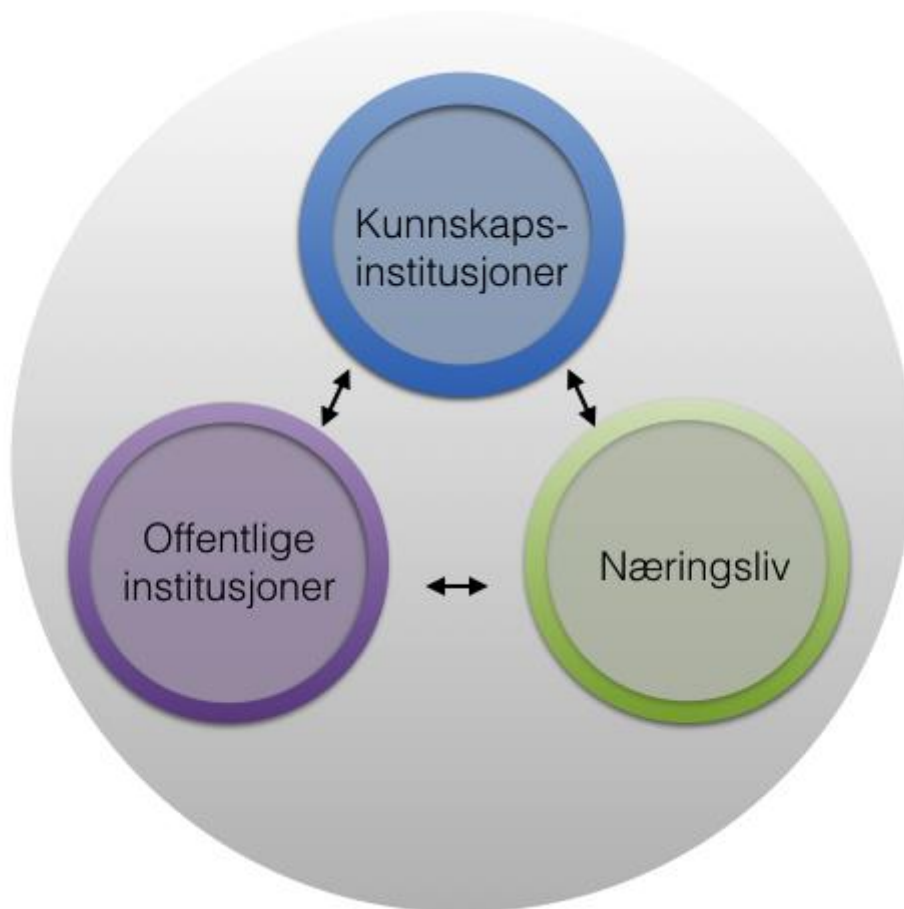 Kunnskaps-
institusjoner
Offentlige
institusjoner
Næringsliv